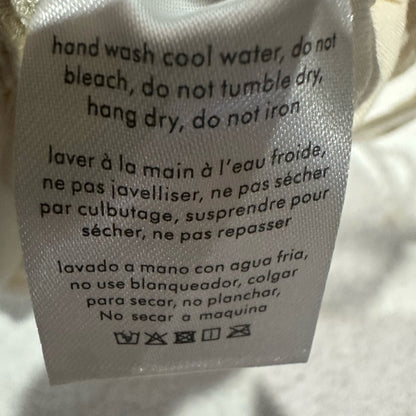 hand wash cool water, do not
bleach, do not tumble dry,
hang dry, do not iron
laver à la main à l'eau froide,
ne pas javelliser, ne pas sécher
par culbutage, suspendre pour
sécher, ne pas repasser
lavado a mano con agua fria,
no use blanqueador, colgar
para secar, no planchar,
No secar a maquina